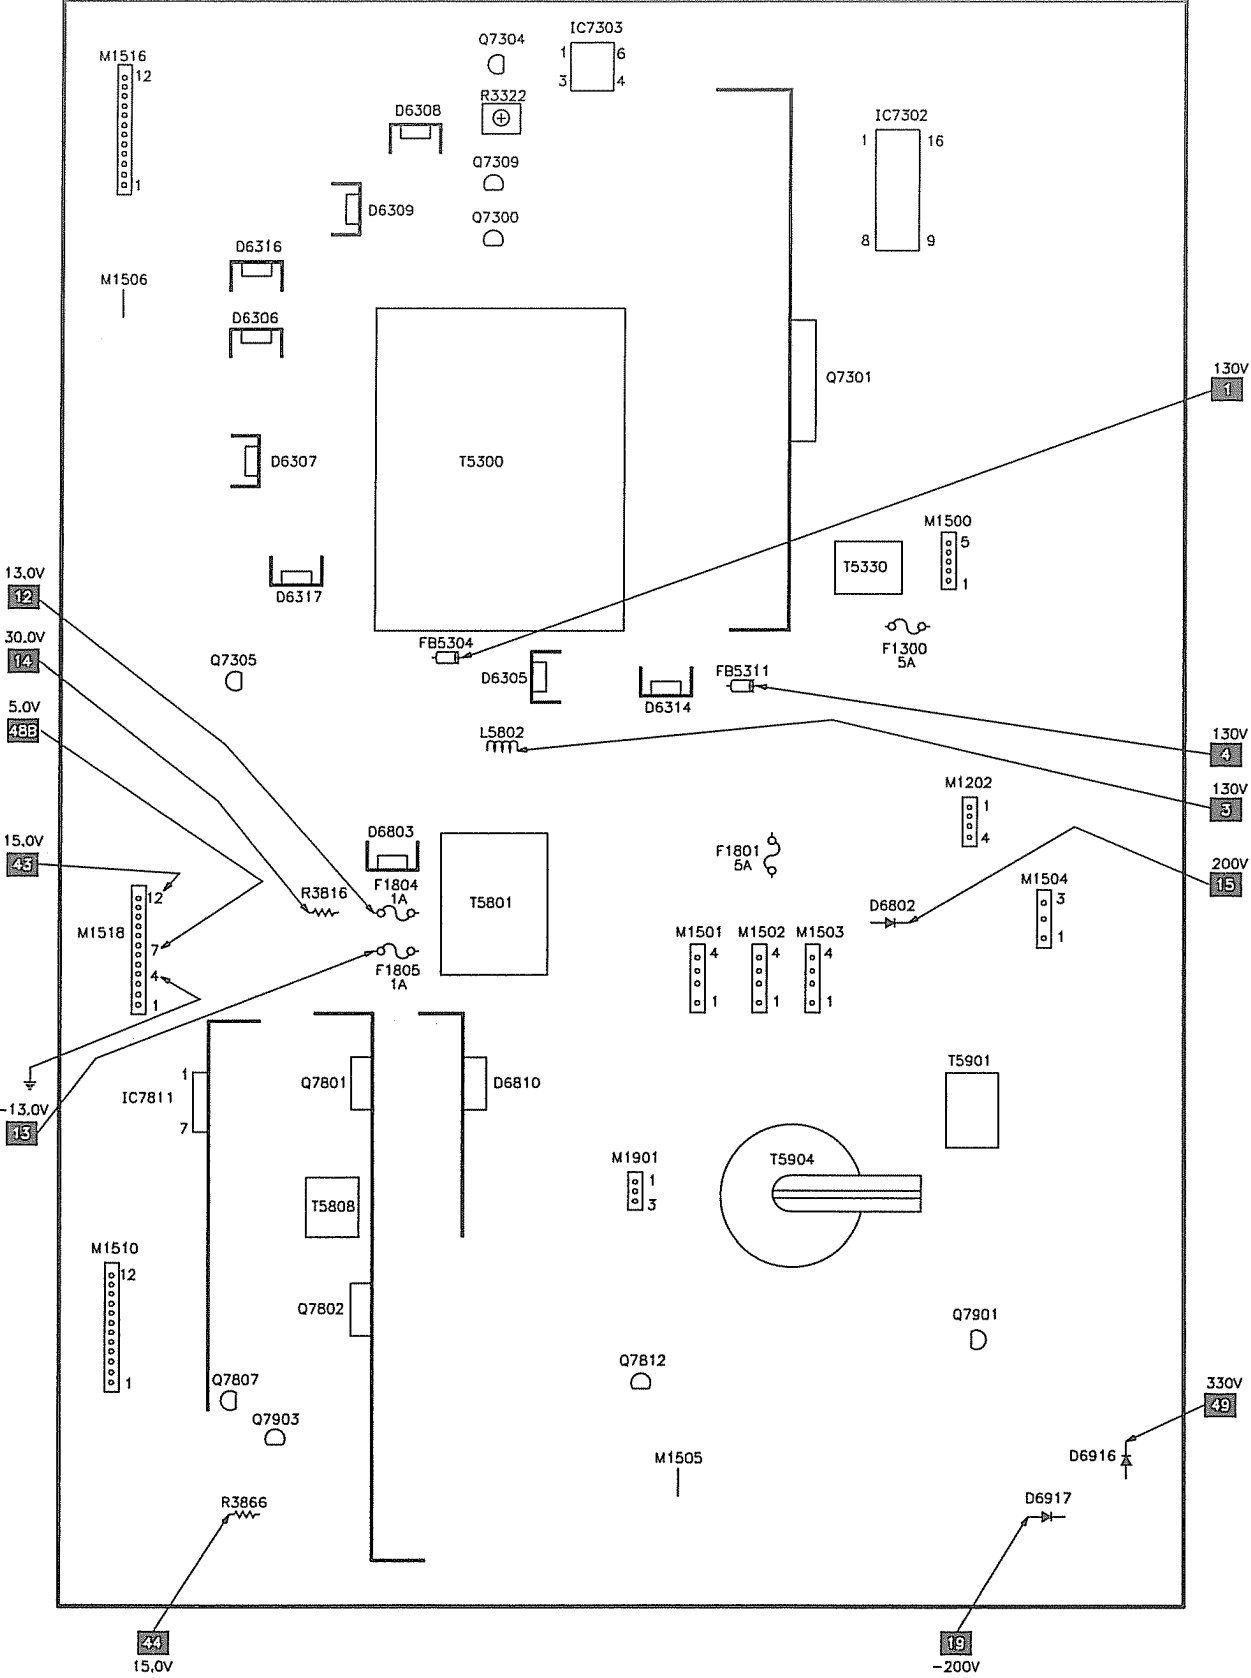 IC7303
Q7304
1 6
3 4
M1516
12
1
R3322
D6308
IC7302
1 16
8 9
Q7309
D6309
Q7300
D6316
M1506
D6306
130V
1
Q7301
D6307
T5300
M1500
5
1
T5330
13.0V
12
D6317
F1300
5A
30.0V
14
FB5304
Q7305
D6305
FB5311
D6314
5.0V
48B
L5802
130V
4
M1202
1
4
130V
3
D6803
F1801
5A
15.0V
43
200V
15
F1804
1A
R3816
T5801
M1504
3
1
D6802
M1518
12
7
4
1
M1501
4
1
M1502
4
1
M1503
4
1
F1805
1A
T5901
IC7811
1
7
Q7801
D6810
-13.0V
13
M1901
1
3
T5904
T5808
M1510
12
1
Q7802
Q7901
Q7812
Q7807
330V
49
Q7903
M1505
D6916
R3866
D6917
44
15.0V
19
-200V